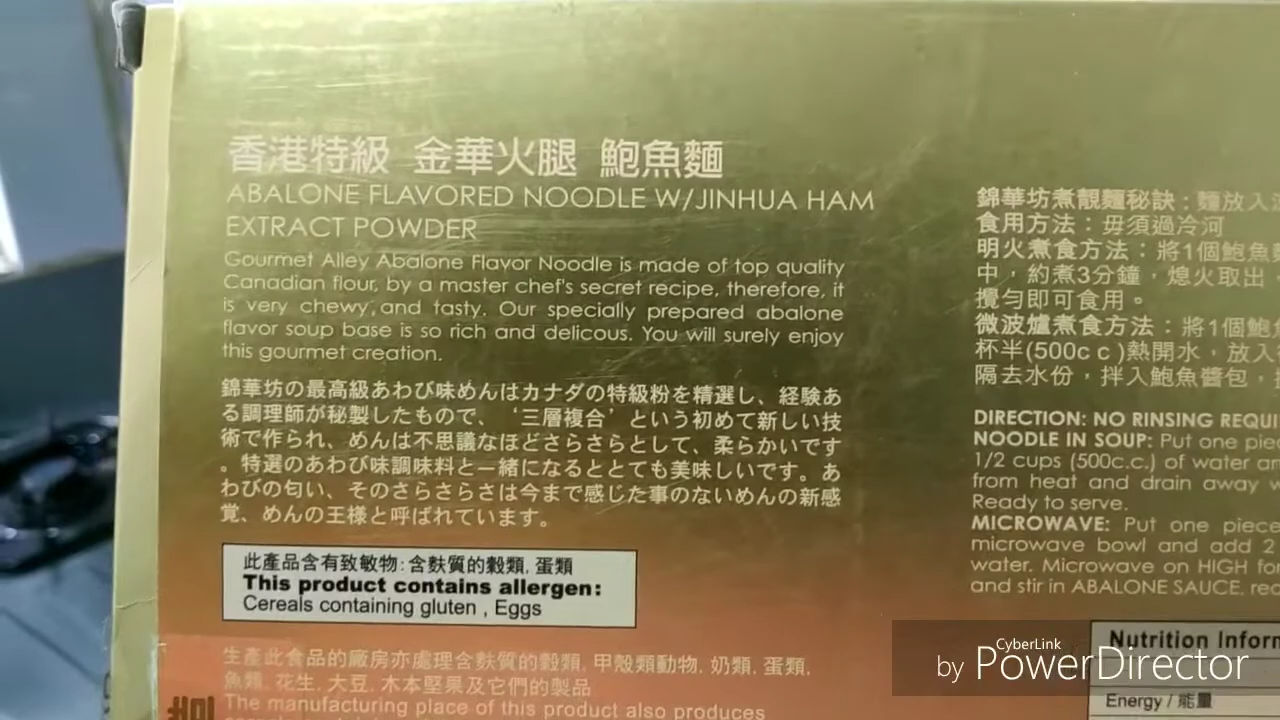 香港特級 金華火腿 鮑魚麵
ABALONE FLAVORED NOODLE W/JINHUA HAM
EXTRACT POWDER
Gourmet Alley Abalone Flavor Noodle is made of top quality
Canadian flour, by a master chef's secret recipe, therefore, it
is very chewy, and tasty. Our specially prepared abalone
flavor soup base is so rich and delicous. You will surely enjoy
this gourmet creation.
錦華坊の最高級あわび味めんはカナダの特級粉を精選し、経験あ
る調理師が秘製したもので、‘三層複合’という初めて新しい技
術で作られ、めんは不思議なほどさらさらとして、柔らかいです
。特選のあわび味調味料と一緒になるととても美味しいです。あ
わびの匂い、そのさらさらさは今まで感じた事のないめんの新感
覚、めんの王様と呼ばれています。
此產品含有致敏物:含麩質的穀類, 蛋類
This product contains allergen:
Cereals containing gluten , Eggs
生產此食品的廠房亦處理含麩質的穀類, 甲殼類動物, 奶類, 蛋類,
魚類, 花生, 大豆, 木本堅果及它們的製品
The manufacturing place of this product also produces
錦華坊煮靚麵秘訣:麵放入
食用方法:毋須過冷河
明火煮食方法:將1個鮑魚
中,約煮3分鐘,熄火取出
攪勻即可食用。
微波爐煮食方法:將1個鮑
杯半(500c c )熱開水,放入
隔去水份,拌入鮑魚醬包,
DIRECTION: NO RINSING REQUI
NOODLE IN SOUP: Put one pie
1/2 cups (500c.c.) of water an
from heat and drain away w
Ready to serve.
MICROWAVE: Put one piece
microwave bowl and add 2
water. Microwave on HIGH for
and stir in ABALONE SAUCE, rec
Nutrition Inform
Energy / 能量
CyberLink
by PowerDirector